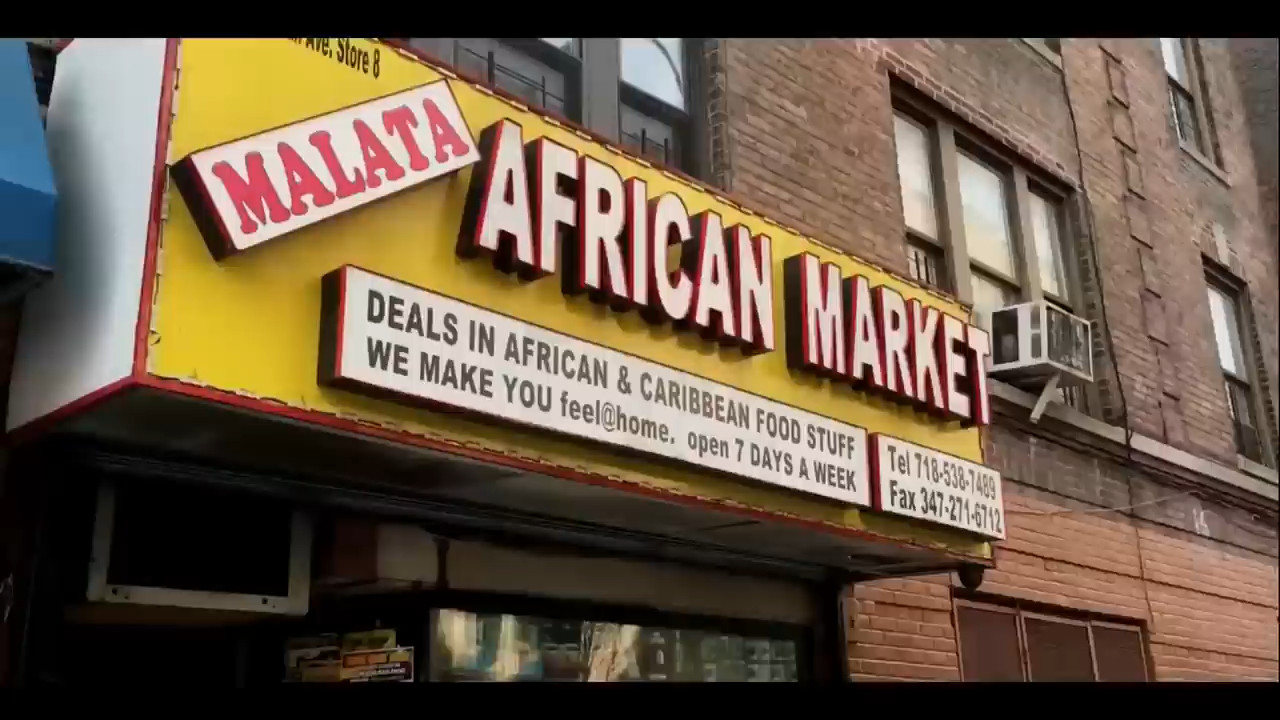 Ave. Store 8
MALATA
AFRICAN MARKET
DEALS IN AFRICAN & CARIBBEAN FOOD STUFF
WE MAKE YOU feel@home. open 7 DAYS A WEEK
Tel 718-538-7489
Fax 347-271-6712